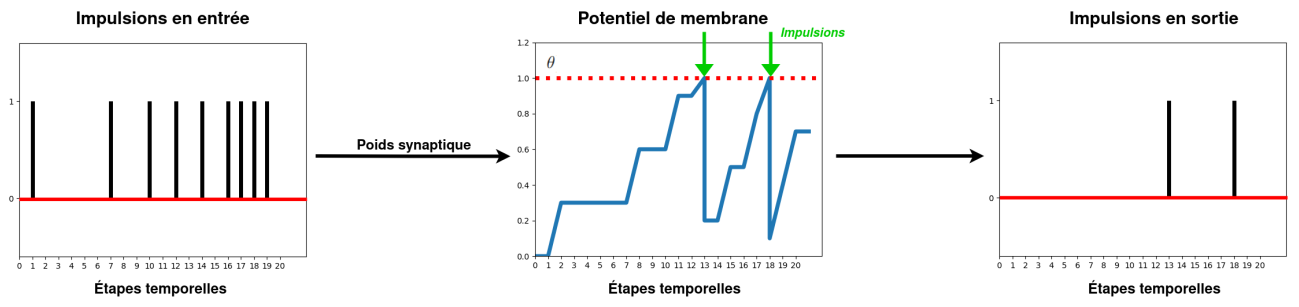 Impulsions en entrée
1
0
0 1 2 3 4 5 6 7 8 9 10 11 12 13 14 15 16 17 18 19 20
Étapes temporelles
Poids synaptique
Potentiel de membrane
Impulsions
θ
1.2
1.0
0.8
0.6
0.4
0.2
0.0
0 1 2 3 4 5 6 7 8 9 10 11 12 13 14 15 16 17 18 19 20
Étapes temporelles
Impulsions en sortie
1
0
0 1 2 3 4 5 6 7 8 9 10 11 12 13 14 15 16 17 18 19 20
Étapes temporelles